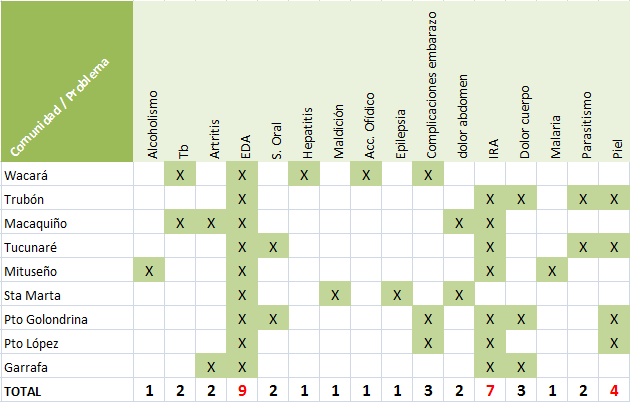 Comunidad / Problema Alcoholismo Tb Artritis EDA S. Oral Hepatitis Maldición Acc. Ofídico Epilepsia Complicaciones embarazo dolor abdomen IRA Dolor cuerpo Malaria Parasitismo Piel
Wacará X X X X X
Trubón X X X X X
Macaquiño X X X X X
Tucunaré X X X X X
Mituseño X X X X
Sta Marta X X X X
Pto Golondrina X X X X X X
Pto López X X X X
Garrafa X X X X
TOTAL 1 2 2 9 2 1 1 1 1 3 2 7 3 1 2 4